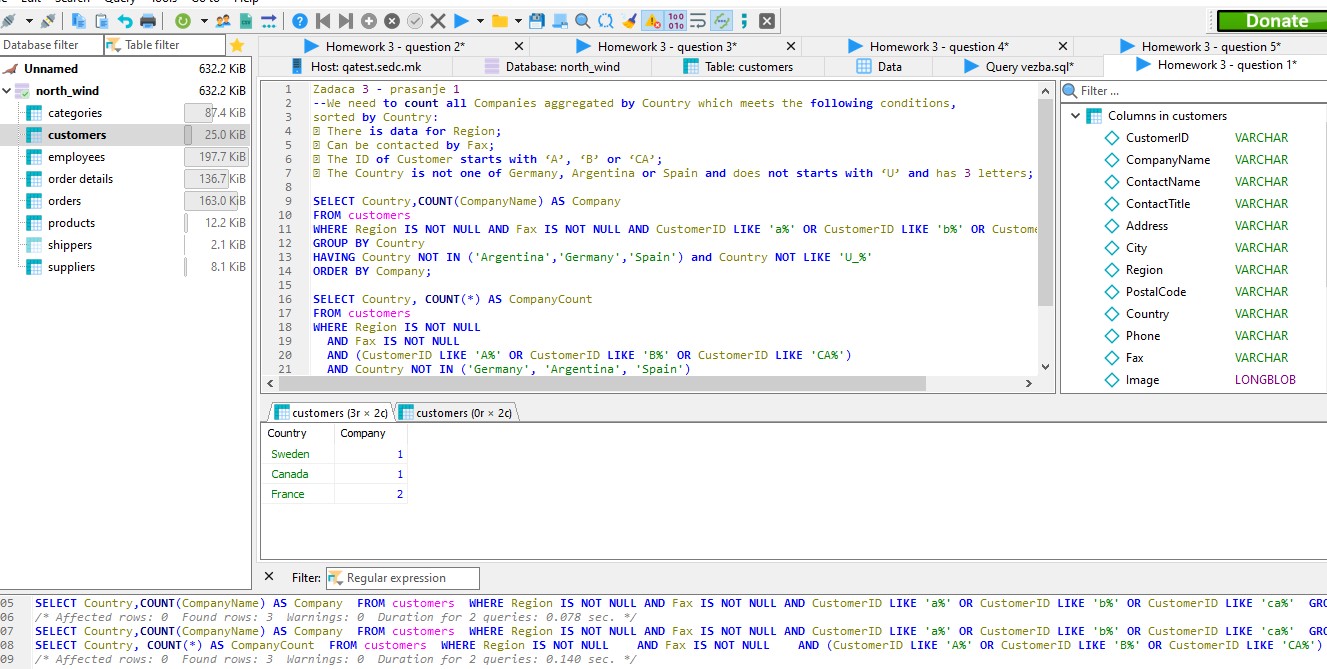 Edit Search Query Tools Go to Help
Donate
Database filter
Table filter
Homework 3 - question 2*
Homework 3 - question 3*
Homework 3 - question 4*
Homework 3 - question 5*
Host: qatest.sedc.mk
Database: north_wind
Table: customers
Data
Query vezba.sql*
Homework 3 - question 1*
Unnamed 632.2 KiB
north_wind 632.2 KiB
categories 87.4 KiB
customers 25.0 KiB
employees 197.7 KiB
order details 136.7 KiB
orders 163.0 KiB
products 12.2 KiB
shippers 2.1 KiB
suppliers 8.1 KiB
1 Zadaca 3 - prasanje 1
2 --We need to count all Companies aggregated by Country which meets the following conditions,
3 sorted by Country:
4 There is data for Region;
5 Can be contacted by Fax;
6 The ID of Customer starts with ‘A’, ‘B’ or ‘CA’;
7 The Country is not one of Germany, Argentina or Spain and does not starts with ‘U’ and has 3 letters;
8
9 SELECT Country,COUNT(CompanyName) AS Company
10 FROM customers
11 WHERE Region IS NOT NULL AND Fax IS NOT NULL AND CustomerID LIKE 'a%' OR CustomerID LIKE 'b%' OR Custome
12 GROUP BY Country
13 HAVING Country NOT IN ('Argentina','Germany','Spain') and Country NOT LIKE 'U_%'
14 ORDER BY Company;
15
16 SELECT Country, COUNT(*) AS CompanyCount
17 FROM customers
18 WHERE Region IS NOT NULL
19 AND Fax IS NOT NULL
20 AND (CustomerID LIKE 'A%' OR CustomerID LIKE 'B%' OR CustomerID LIKE 'CA%')
21 AND Country NOT IN ('Germany', 'Argentina', 'Spain')
Filter ...
Columns in customers
CustomerID VARCHAR
CompanyName VARCHAR
ContactName VARCHAR
ContactTitle VARCHAR
Address VARCHAR
City VARCHAR
Region VARCHAR
PostalCode VARCHAR
Country VARCHAR
Phone VARCHAR
Fax VARCHAR
Image LONGBLOB
customers (3r × 2c)
customers (0r × 2c)
Country Company
Sweden 1
Canada 1
France 2
Filter: Regular expression
05 SELECT Country,COUNT(CompanyName) AS Company FROM customers WHERE Region IS NOT NULL AND Fax IS NOT NULL AND CustomerID LIKE 'a%' OR CustomerID LIKE 'b%' OR CustomerID LIKE 'ca%' GRO
06 /* Affected rows: 0 Found rows: 3 Warnings: 0 Duration for 2 queries: 0.078 sec. */
07 SELECT Country,COUNT(CompanyName) AS Company FROM customers WHERE Region IS NOT NULL AND Fax IS NOT NULL AND CustomerID LIKE 'a%' OR CustomerID LIKE 'b%' OR CustomerID LIKE 'ca%' GRO
08 SELECT Country, COUNT(*) AS CompanyCount FROM customers WHERE Region IS NOT NULL AND Fax IS NOT NULL AND (CustomerID LIKE 'A%' OR CustomerID LIKE 'B%' OR CustomerID LIKE 'CA%')
09 /* Affected rows: 0 Found rows: 3 Warnings: 0 Duration for 2 queries: 0.140 sec. */